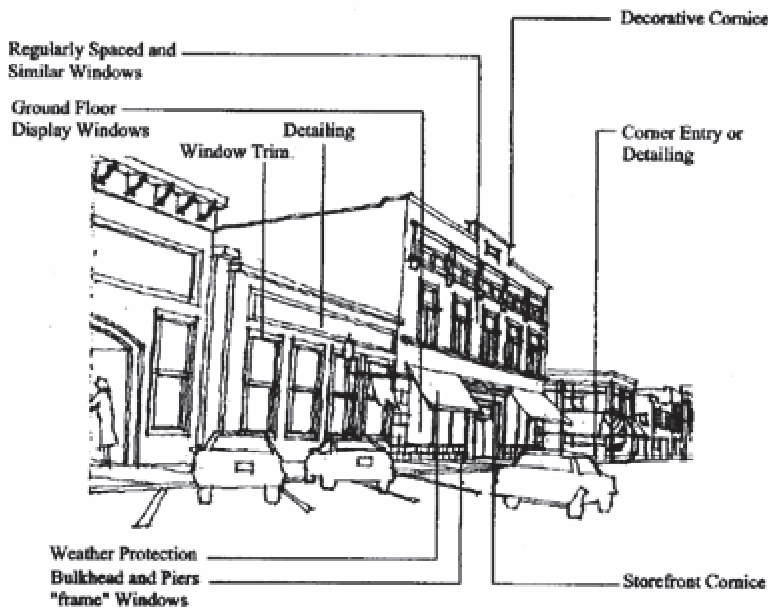 Decorative Cornice
Regularly Spaced and
Similar Windows
Ground Floor
Display Windows
Detailing
Window Trim.
Corner Entry or
Detailing
Weather Protection
Bulkhead and Piers
"frame" Windows
Storefront Cornice